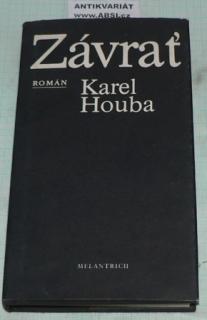 ANTIKVARIÁT
www.ABSI.cz
Závrať
ROMÁN
Karel
Houba
MELANTRICH